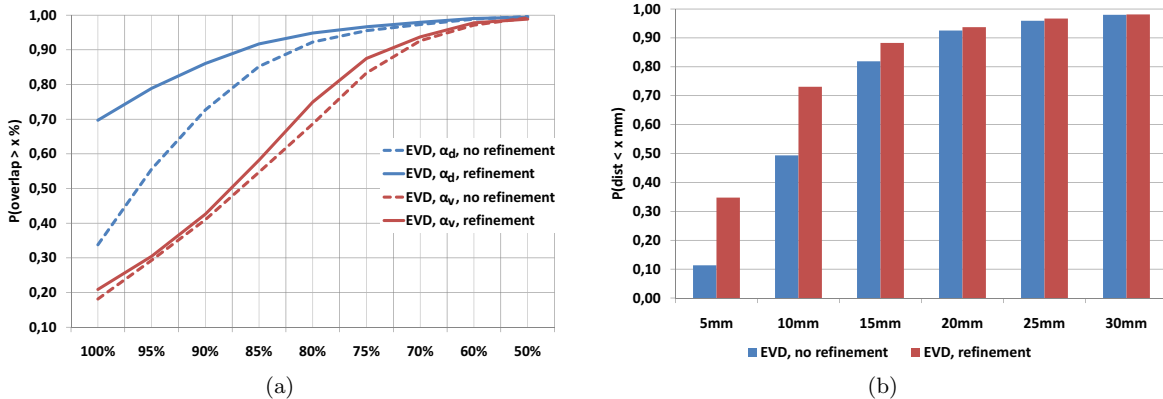 P(overlap > x %)
1,00
0,90
0,80
0,70
0,60
0,50
0,40
0,30
0,20
0,10
EVD, αd, no refinement
EVD, αd, refinement
EVD, αv, no refinement
EVD, αv, refinement
100% 95% 90% 85% 80% 75% 70% 60% 50%
(a)
P(dist < x mm)
1,00
0,90
0,80
0,70
0,60
0,50
0,40
0,30
0,20
0,10
0,00
5mm 10mm 15mm 20mm 25mm 30mm
EVD, no refinement EVD, refinement
(b)